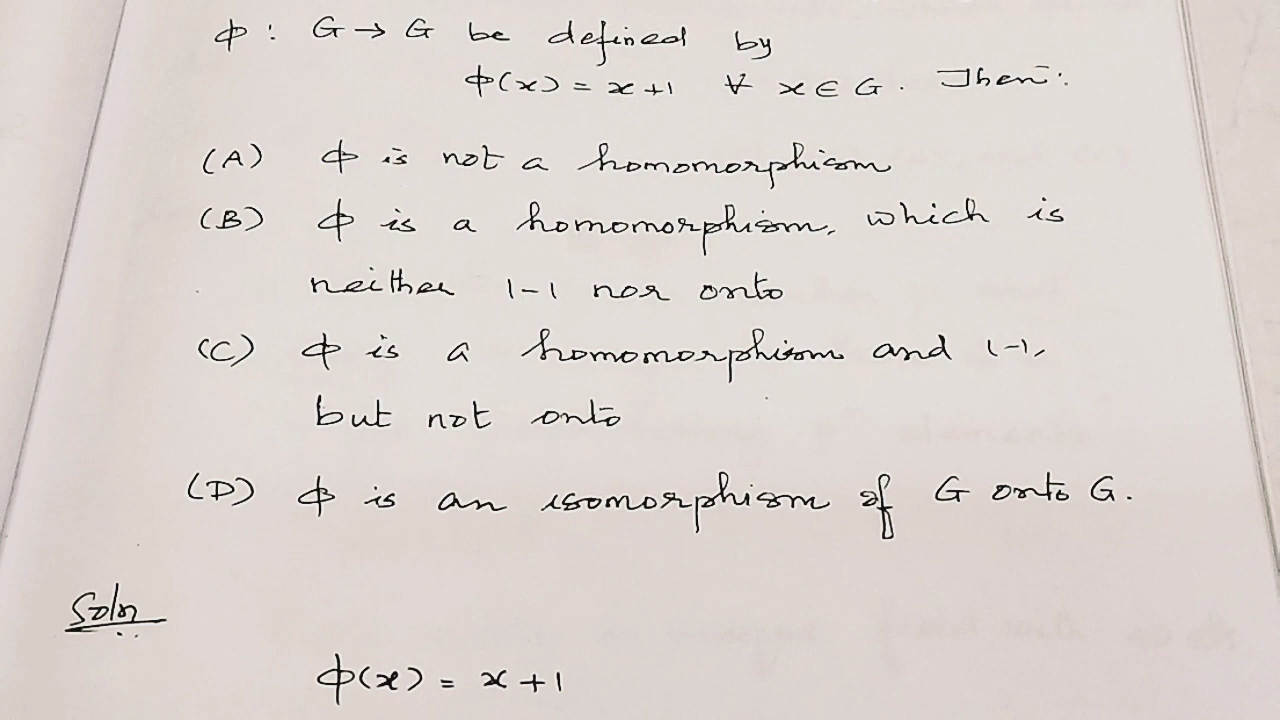 ϕ : G → G be defined by
ϕ(x) = x+1 ∀ x ∈ G. Then:
(A) ϕ is not a homomorphism
(B) ϕ is a homomorphism, which is
neither 1-1 nor onto
(C) ϕ is a homomorphism and 1-1,
but not onto
(D) ϕ is an isomorphism of G onto G.
Soln
ϕ(x) = x+1